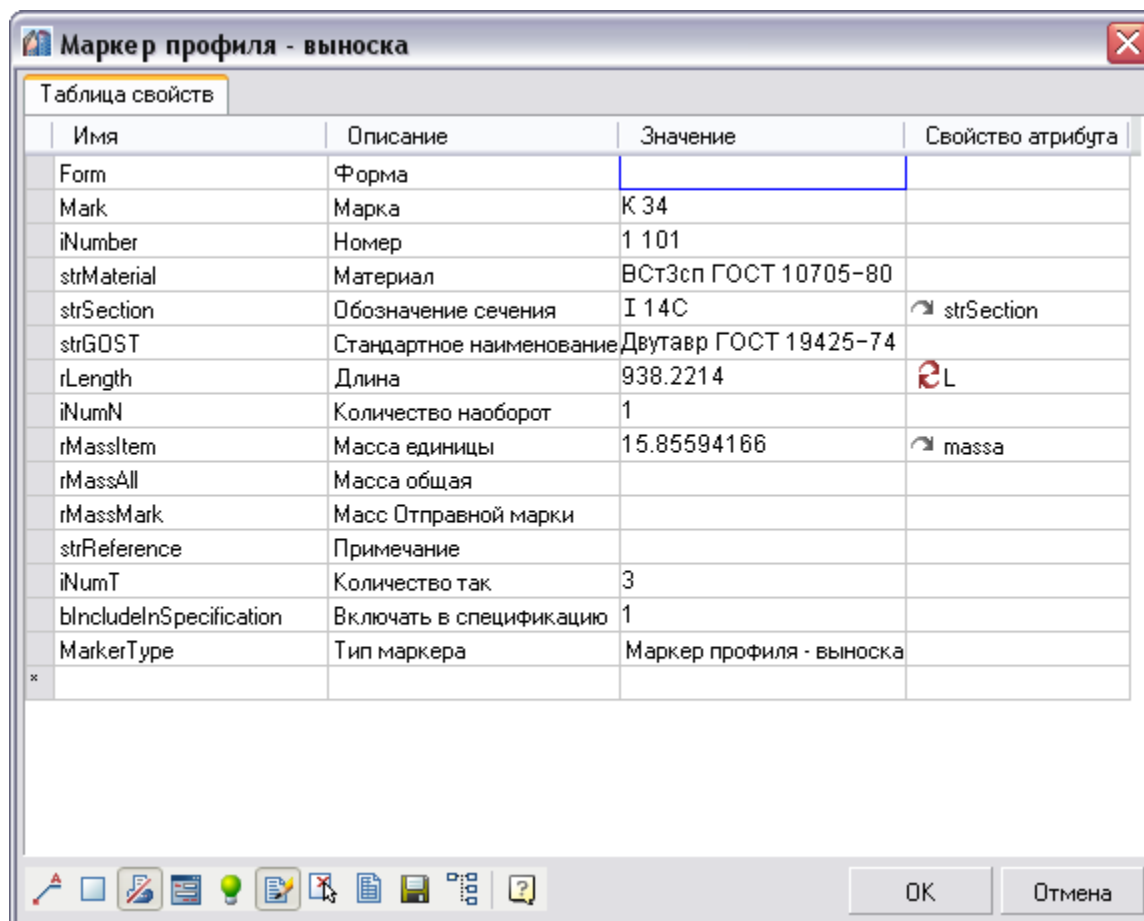 Маркер профиля - выноска
Таблица свойств
Имя Описание Значение Свойство атрибута
Form Форма
Mark Марка К 34
iNumber Номер 1 101
strMaterial Материал ВСт3сп ГОСТ 10705-80
strSection Обозначение сечения I 14С strSection
strGOST Стандартное наименование Двутавр ГОСТ 19425-74
rLength Длина 938.2214 L
iNumN Количество наоборот 1
rMassItem Масса единицы 15.85594166 massa
rMassAll Масса общая
rMassMark Масс Отправной марки
strReference Примечание
iNumT Количество так 3
bIncludeInSpecification Включать в спецификацию 1
MarkerType Тип маркера Маркер профиля - выноска
OK Отмена